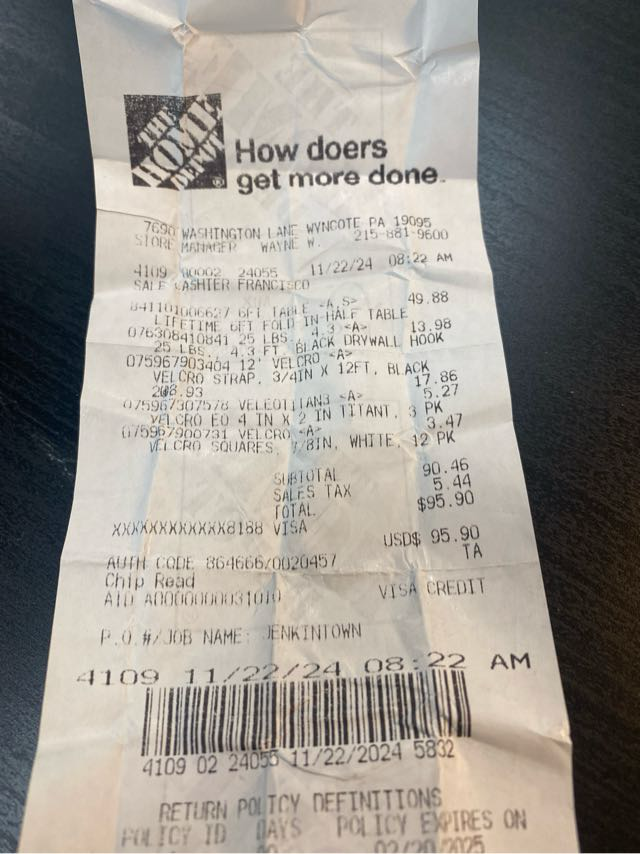 THE
HOME
DEPOT
How doers
get more done.
7690 WASHINGTON LANE WYNCOTE PA 19095
STORE MANAGER WAYNE W. 215-881-9600
4109 00002 24055 11/22/24 08:22 AM
SALE CASHIER FRANCISCO
841101006627 6FT TABLE <A,S> 49.88
LIFETIME 6FT FOLD IN-HALF TABLE
076308410841 25 LBS. 4.3 <A> 13.98
25 LBS. 4.3 FT. BLACK DRYWALL HOOK
075967903404 12' VELCRO <A>
VELCRO STRAP, 3/4IN X 12FT, BLACK
2@8.93 17.86
075967307578 <A> 5.27
VELCRO EO 4 IN X 2 IN TITANT, 3 PK
075967900731 VELCRO <A> 3.47
VELCRO SQUARES, 7/8IN, WHITE, 12 PK
SUBTOTAL 90.46
SALES TAX 5.44
TOTAL $95.90
XXXXXXXXXXXX8188 VISA
USD$ 95.90
AUTH CODE 864666/0020457 TA
Chip Read
AID A0000000031010 VISA CREDIT
P.O.#/JOB NAME: JENKINTOWN
4109 11/22/24 08:22 AM
4109 02 24055 11/22/2024 5832
RETURN POLICY DEFINITIONS
POLICY ID DAYS POLICY EXPIRES ON
02/20/2025